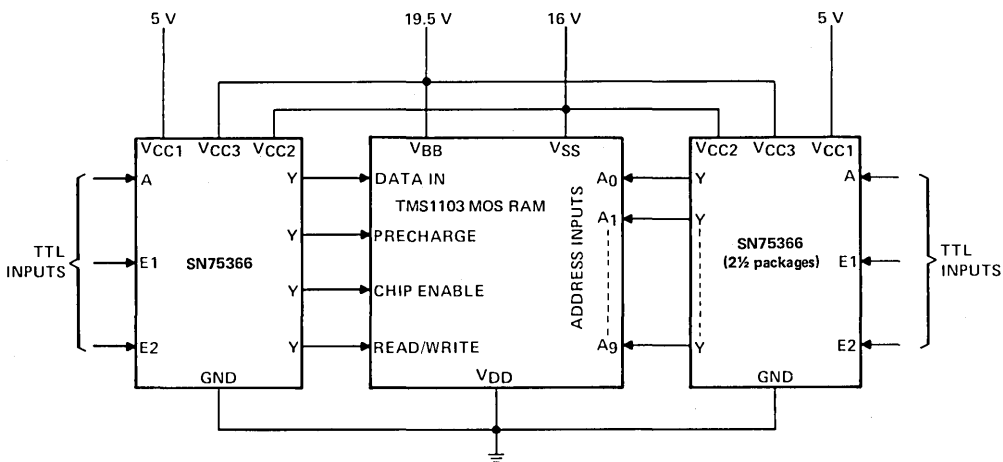 5 V
19.5 V
16 V
5 V
VCC1 VCC3 VCC2
VBB
VSS
VCC2 VCC3 VCC1
A
Y
DATA IN
A0
Y
A
TMS1103 MOS RAM
ADDRESS INPUTS
A1
Y
Y
PRECHARGE
TTL
INPUTS
E1
SN75366
SN75366
(2½ packages)
E1
TTL
INPUTS
Y
CHIP ENABLE
E2
Y
READ/WRITE
A9
Y
E2
GND
VDD
GND